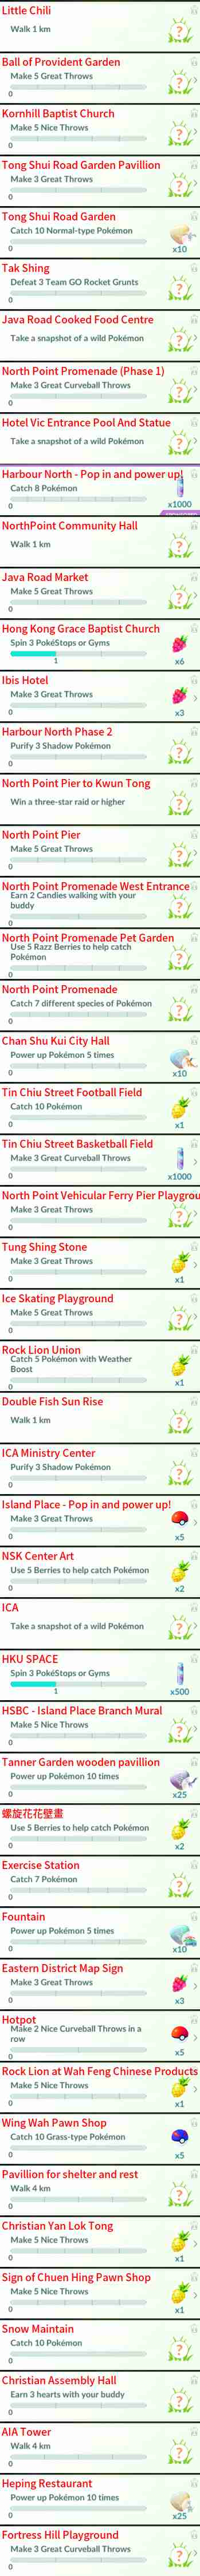 Little Chili
Walk 1 km
?
Ball of Provident Garden
Make 5 Great Throws
?
0
Kornhill Baptist Church
Make 5 Nice Throws
?
0
Tong Shui Road Garden Pavillion
Make 3 Great Throws
?
0
Tong Shui Road Garden
Catch 10 Normal-type Pokémon
0
x10
Tak Shing
Defeat 3 Team GO Rocket Grunts
?
0
Java Road Cooked Food Centre
Take a snapshot of a wild Pokémon
?
North Point Promenade (Phase 1)
Make 3 Great Curveball Throws
?
0
Hotel Vic Entrance Pool And Statue
Take a snapshot of a wild Pokémon
?
Harbour North - Pop in and power up!
Catch 8 Pokémon
0
x1000
NorthPoint Community Hall
Walk 1 km
?
Java Road Market
Make 5 Great Throws
?
0
Hong Kong Grace Baptist Church
Spin 3 PokéStops or Gyms
1
x6
Ibis Hotel
Make 3 Great Throws
0
x3
Harbour North Phase 2
Purify 3 Shadow Pokémon
?
0
North Point Pier to Kwun Tong
Win a three-star raid or higher
?
North Point Pier
Make 5 Great Throws
?
0
North Point Promenade West Entrance
Earn 2 Candies walking with your
buddy
?
0
North Point Promenade Pet Garden
Use 5 Razz Berries to help catch
Pokémon
?
0
North Point Promenade
Catch 7 different species of Pokémon
?
0
Chan Shu Kui City Hall
Power up Pokémon 5 times
0
x10
Tin Chiu Street Football Field
Catch 10 Pokémon
0
x1
Tin Chiu Street Basketball Field
Make 3 Great Curveball Throws
0
x1000
North Point Vehicular Ferry Pier Playgrou
Make 3 Great Throws
?
0
Tung Shing Stone
Make 3 Great Throws
0
x1
Ice Skating Playground
Make 5 Great Throws
?
0
Rock Lion Union
Catch 5 Pokémon with Weather
Boost
0
x1
Double Fish Sun Rise
Walk 1 km
?
ICA Ministry Center
Purify 3 Shadow Pokémon
?
0
Island Place - Pop in and power up!
Make 3 Great Throws
0
x5
NSK Center Art
Use 5 Berries to help catch Pokémon
0
x2
ICA
Take a snapshot of a wild Pokémon
?
HKU SPACE
Spin 3 PokéStops or Gyms
1
x500
HSBC - Island Place Branch Mural
Make 5 Nice Throws
?
0
Tanner Garden wooden pavillion
Power up Pokémon 10 times
0
x25
螺旋花花壁畫
Use 5 Berries to help catch Pokémon
0
x2
Exercise Station
Catch 7 Pokémon
?
0
Fountain
Power up Pokémon 5 times
0
x10
Eastern District Map Sign
Make 3 Great Throws
0
x3
Hotpot
Make 2 Nice Curveball Throws in a
row
0
x5
Rock Lion at Wah Feng Chinese Products
Make 5 Nice Throws
0
x1
Wing Wah Pawn Shop
Catch 10 Grass-type Pokémon
0
x5
Pavillion for shelter and rest
Walk 4 km
?
0
Christian Yan Lok Tong
Make 5 Nice Throws
0
x1
Sign of Chuen Hing Pawn Shop
Make 5 Nice Throws
0
x1
Snow Maintain
Catch 10 Pokémon
?
0
Christian Assembly Hall
Earn 3 hearts with your buddy
?
0
AIA Tower
Walk 4 km
?
0
Heping Restaurant
Power up Pokémon 10 times
0
x25
Fortress Hill Playground
Make 3 Great Curveball Throws
?
0